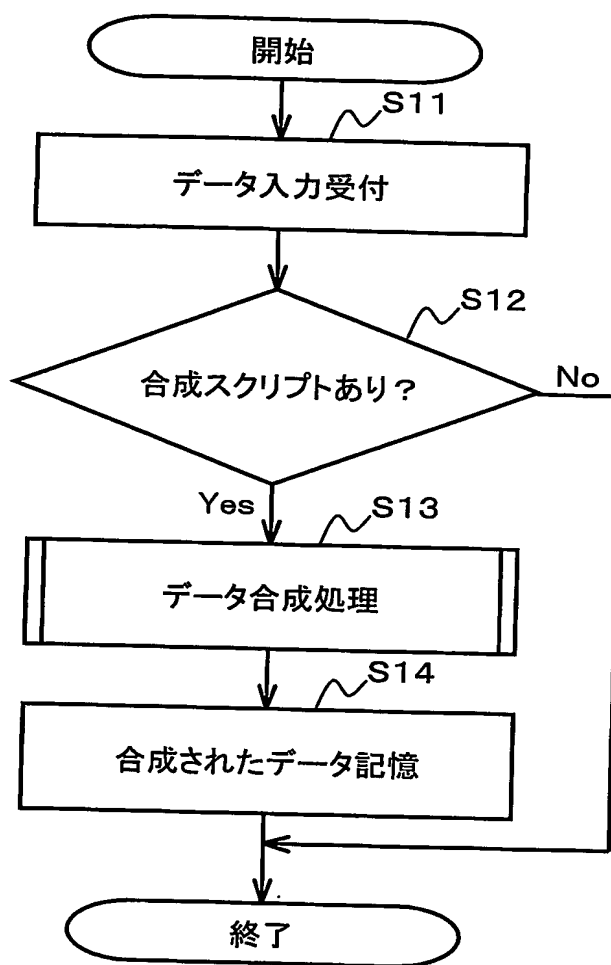 開始
S11
データ入力受付
S12
合成スクリプトあり?
No
Yes
S13
データ合成処理
S14
合成されたデータ記憶
終了